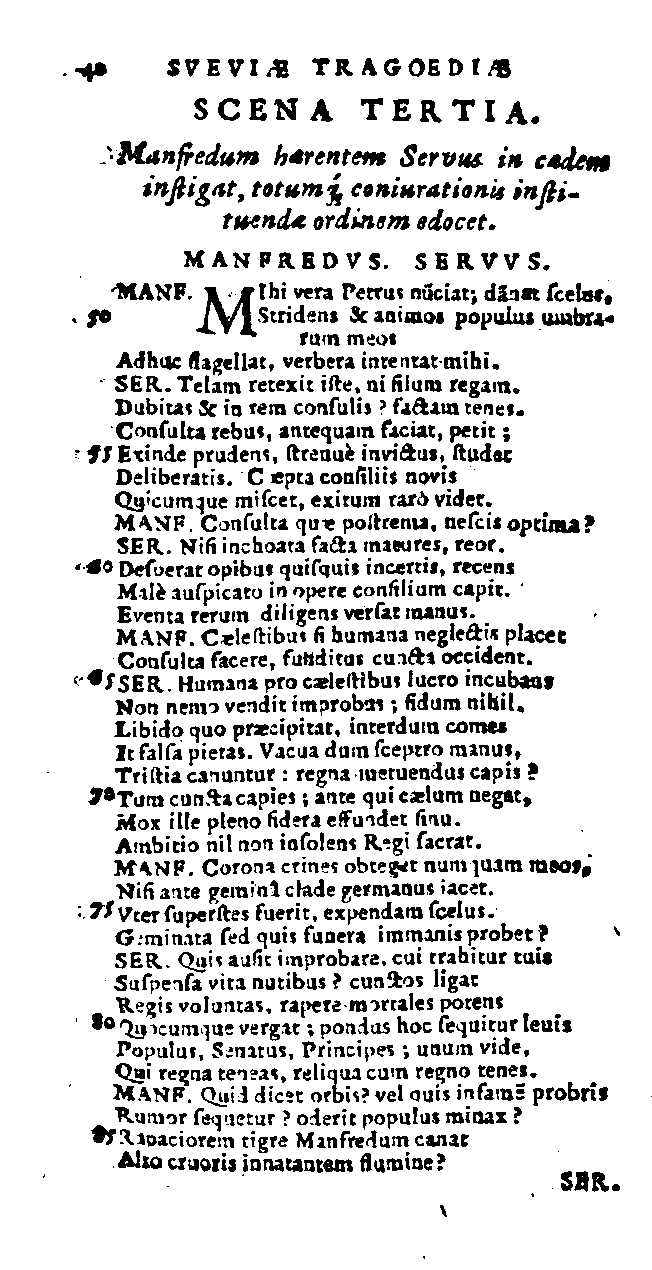 40 SVEVIÆ TRAGOEDIÆ
SCENA TERTIA.
Manfredum hærentem Servus in cædem
inſtigat, totumq́; coniurationis inſti-
tuendæ ordinem edocet.
MANFREDVS. SERVVS.
MANF. MIhi vera Petrus nũciat; dãnat ſcelus,
50 Stridens & animos populus umbra-
rum meos
Adhuc flagellat, verbera intentat mihi.
SER. Telam retexit iſte, ni filum regam.
Dubitas & in rem conſulis? factam tenes.
Conſulta rebus, antequam faciat, petit;
55 Exinde prudens, ſtrenuè invictus, ſtudet
Deliberatis. Cæpta conſiliis novis
Quicumque miſcet, exitum rarò videt.
MANF. Conſulta quæ poſtrema, neſcis optima?
SER. Niſi inchoata facta matures, reor.
60 Deſuerat opibus quiſquis incertis, recens
Malè auſpicato in opere conſilium capit.
Eventa rerum diligens verſat manus.
MANF. Cæleſtibus ſi humana neglectis placet
Conſulta facere, funditus cuncta occident.
65 SER. Humana pro cæleſtibus lucro incubans
Non nemo vendit improbus; fidum nihil.
Libido quo præcipitat, interdum comes
It falſa pietas. Vacua dum ſceptro manus,
Triſtia canuntur: regna metuendus capis?
70 Tum cuncta capies; ante qui cælum negat,
Mox ille pleno ſidera effundet ſinu.
Ambitio nil non inſolens Regi ſacrat.
MANF. Corona crines obteget numquam meos,
Niſi ante geminâ clade germanus iacet.
75 Vter ſuperſtes fuerit, expendam ſcelus.
Geminata ſed quis funera immanis probet?
SER. Quis auſit improbare, cui trahitur tuis
Suſpenſa vita nutibus? cunctos ligat
Regis voluntas, rapere mortales potens
80 Quocumque vergat; pondus hoc ſequitur levis
Populus, Senatus, Principes; unum vide,
Qui regna teneas, reliqua cum regno tenes.
MANF. Quid dicet orbis? vel quis infamẽ probris
Rumor ſequetur? oderit populus minax?
85 Rapaciorem tigre Manfredum canat
Alto cruoris innatantem flumine?
SER.